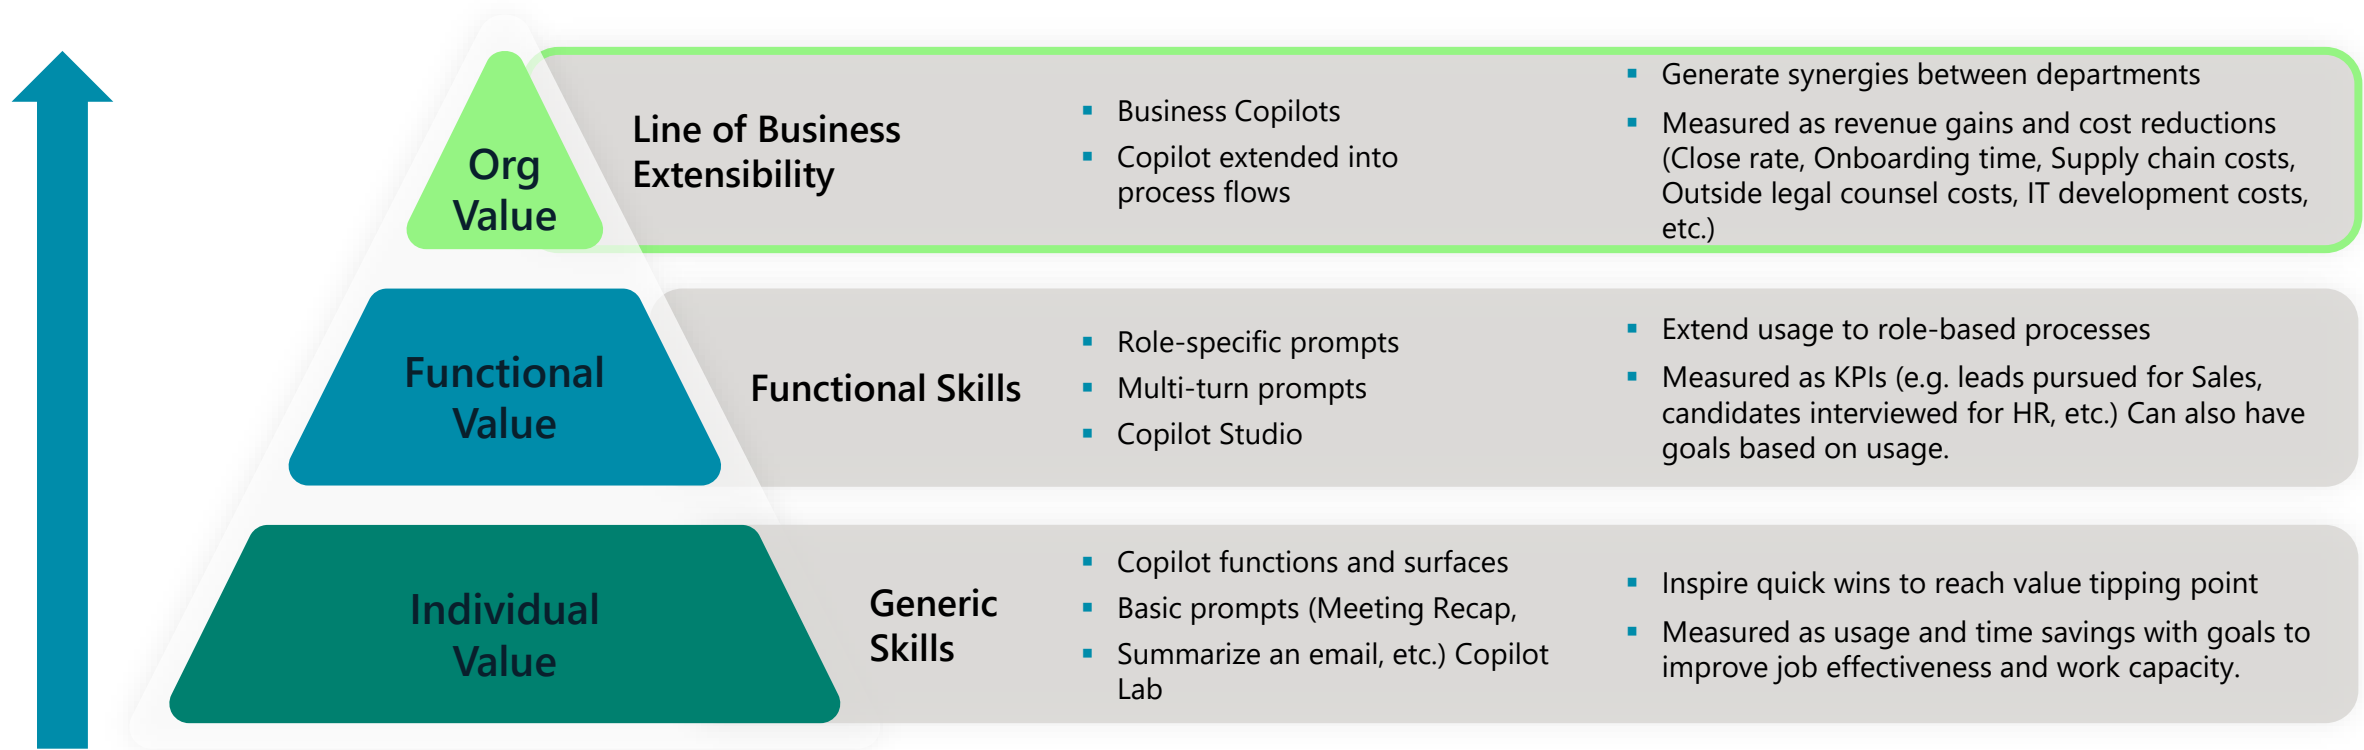 Org
Value
Line of Business
Extensibility
▪ Business Copilots
▪ Copilot extended into
process flows
▪ Generate synergies between departments
▪ Measured as revenue gains and cost reductions
(Close rate, Onboarding time, Supply chain costs,
Outside legal counsel costs, IT development costs,
etc.)
Functional
Value
Functional Skills
▪ Role-specific prompts
▪ Multi-turn prompts
▪ Copilot Studio
▪ Extend usage to role-based processes
▪ Measured as KPIs (e.g. leads pursued for Sales,
candidates interviewed for HR, etc.) Can also have
goals based on usage.
Individual
Value
Generic
Skills
▪ Copilot functions and surfaces
▪ Basic prompts (Meeting Recap,
▪ Summarize an email, etc.) Copilot
Lab
▪ Inspire quick wins to reach value tipping point
▪ Measured as usage and time savings with goals to
improve job effectiveness and work capacity.